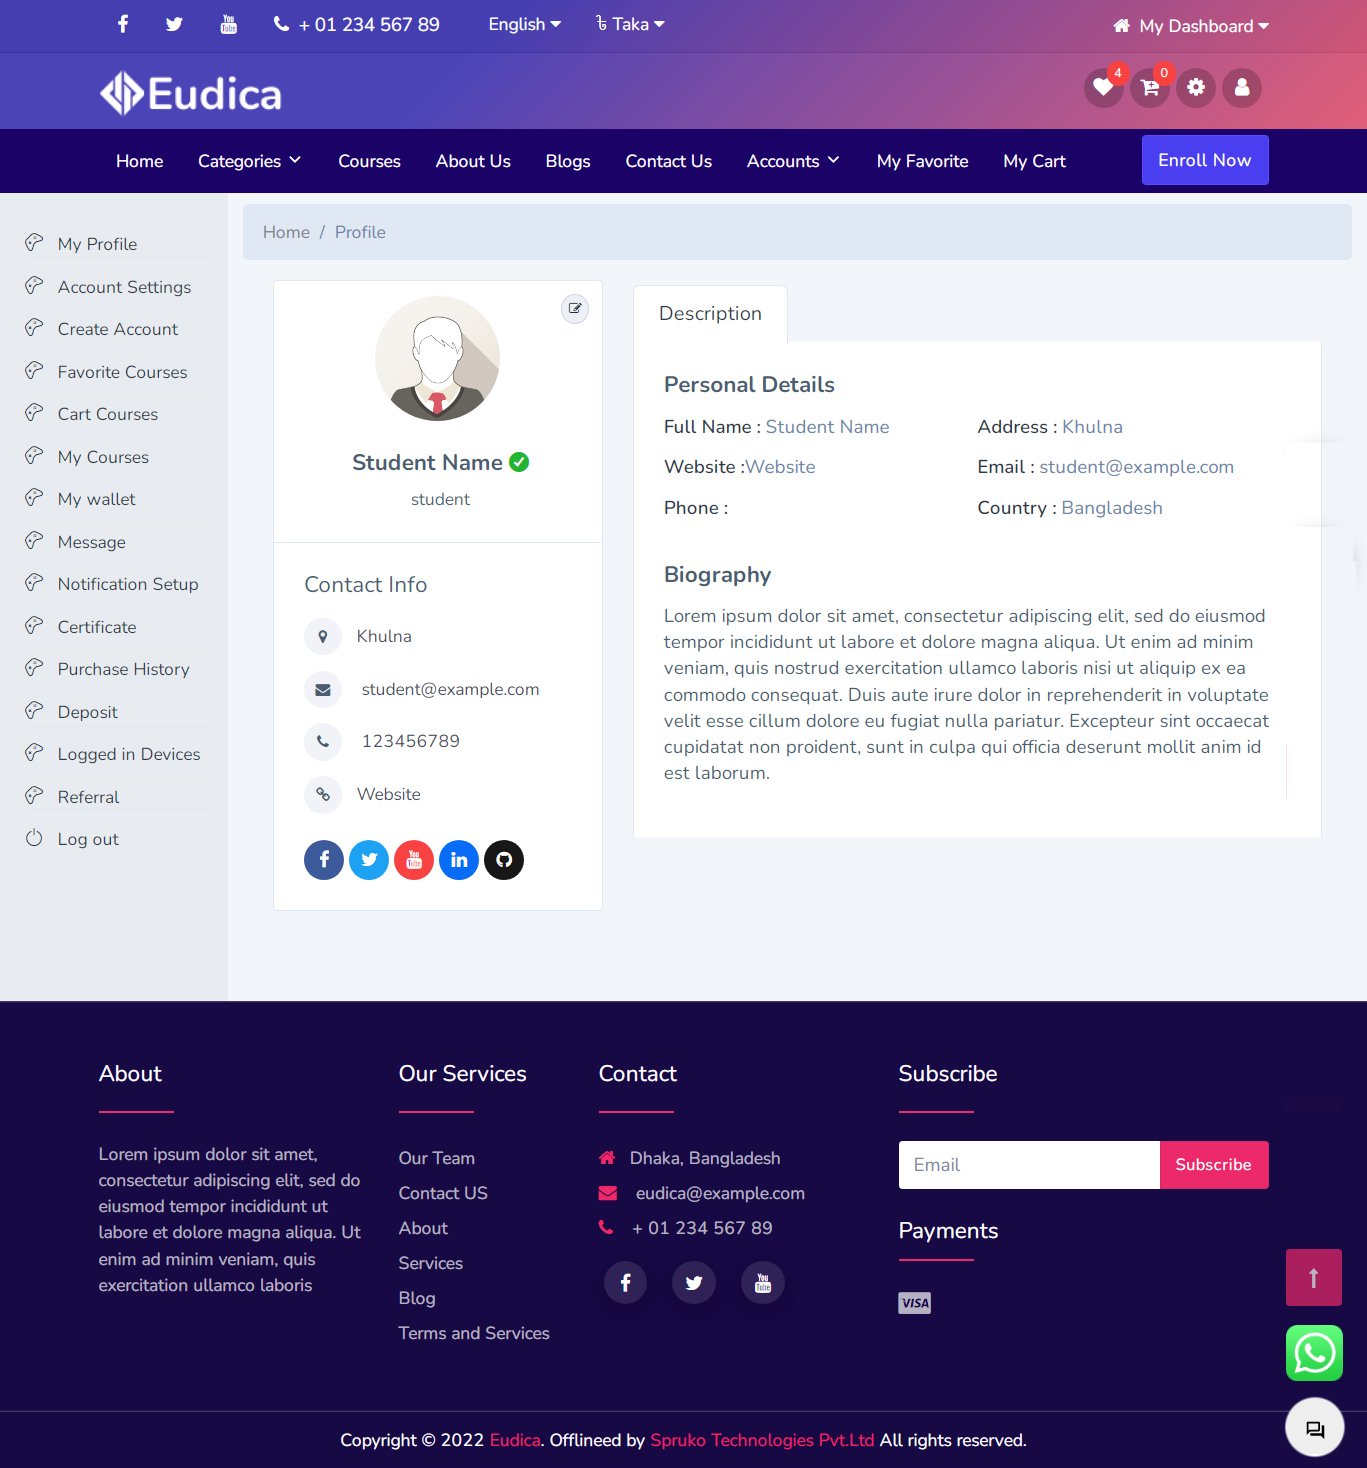 + 01 234 567 89 English ৳ Taka My Dashboard
Eudica 4 0
Home Categories Courses About Us Blogs Contact Us Accounts My Favorite My Cart Enroll Now
Home / Profile
My Profile
Account Settings
Create Account
Favorite Courses
Cart Courses
My Courses
My wallet
Message
Notification Setup
Certificate
Purchase History
Deposit
Logged in Devices
Referral
Log out
Student Name
student
Contact Info
Khulna
student@example.com
123456789
Website
You Tube
Description
Personal Details
Full Name : Student Name Address : Khulna
Website :Website Email : student@example.com
Phone : Country : Bangladesh
Biography
Lorem ipsum dolor sit amet, consectetur adipiscing elit, sed do eiusmod
tempor incididunt ut labore et dolore magna aliqua. Ut enim ad minim
veniam, quis nostrud exercitation ullamco laboris nisi ut aliquip ex ea
commodo consequat. Duis aute irure dolor in reprehenderit in voluptate
velit esse cillum dolore eu fugiat nulla pariatur. Excepteur sint occaecat
cupidatat non proident, sunt in culpa qui officia deserunt mollit anim id
est laborum.
About
Lorem ipsum dolor sit amet,
consectetur adipiscing elit, sed do
eiusmod tempor incididunt ut
labore et dolore magna aliqua. Ut
enim ad minim veniam, quis
exercitation ullamco laboris
Our Services
Our Team
Contact US
About
Services
Blog
Terms and Services
Contact
Dhaka, Bangladesh
eudica@example.com
+ 01 234 567 89
You Tube
Subscribe
Email Subscribe
Payments
VISA
Copyright © 2022 Eudica. Offlineed by Spruko Technologies Pvt.Ltd All rights reserved.